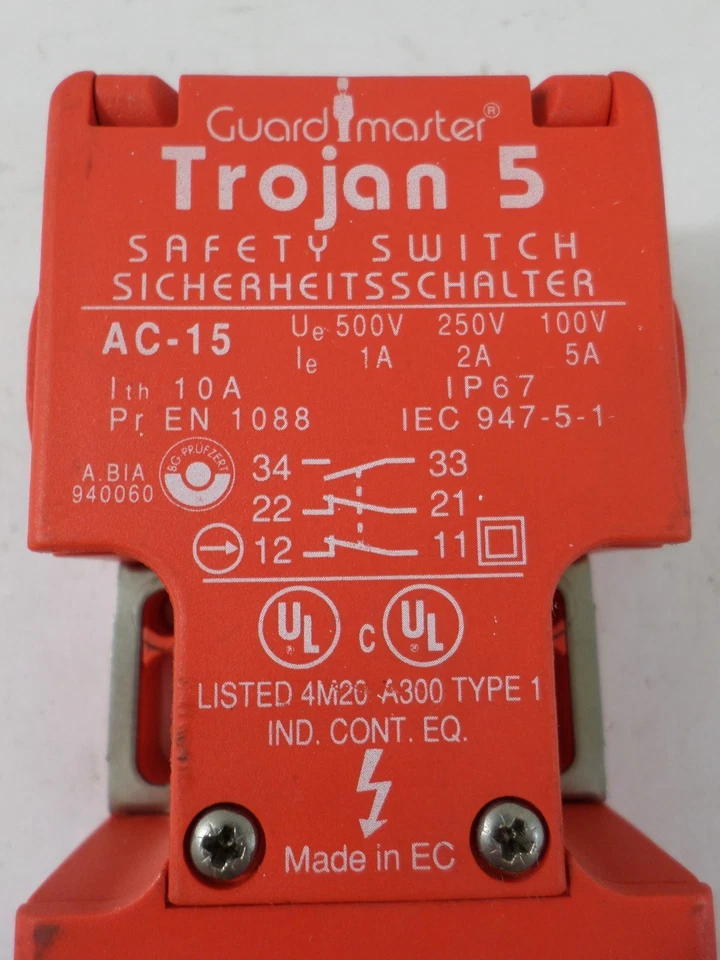 Guardmaster®
Trojan 5
SAFETY SWITCH
SICHERHEITSSCHALTER
AC-15 Ue 500V 250V 100V
Ie 1A 2A 5A
Ith 10A IP67
Pr EN 1088 IEC 947-5-1
BG-PRÜFZERT
A.BIA
940060
34 33
22 21
12 11
UL ® C UL ®
LISTED 4M20 A300 TYPE 1
IND. CONT. EQ.
Made in EC